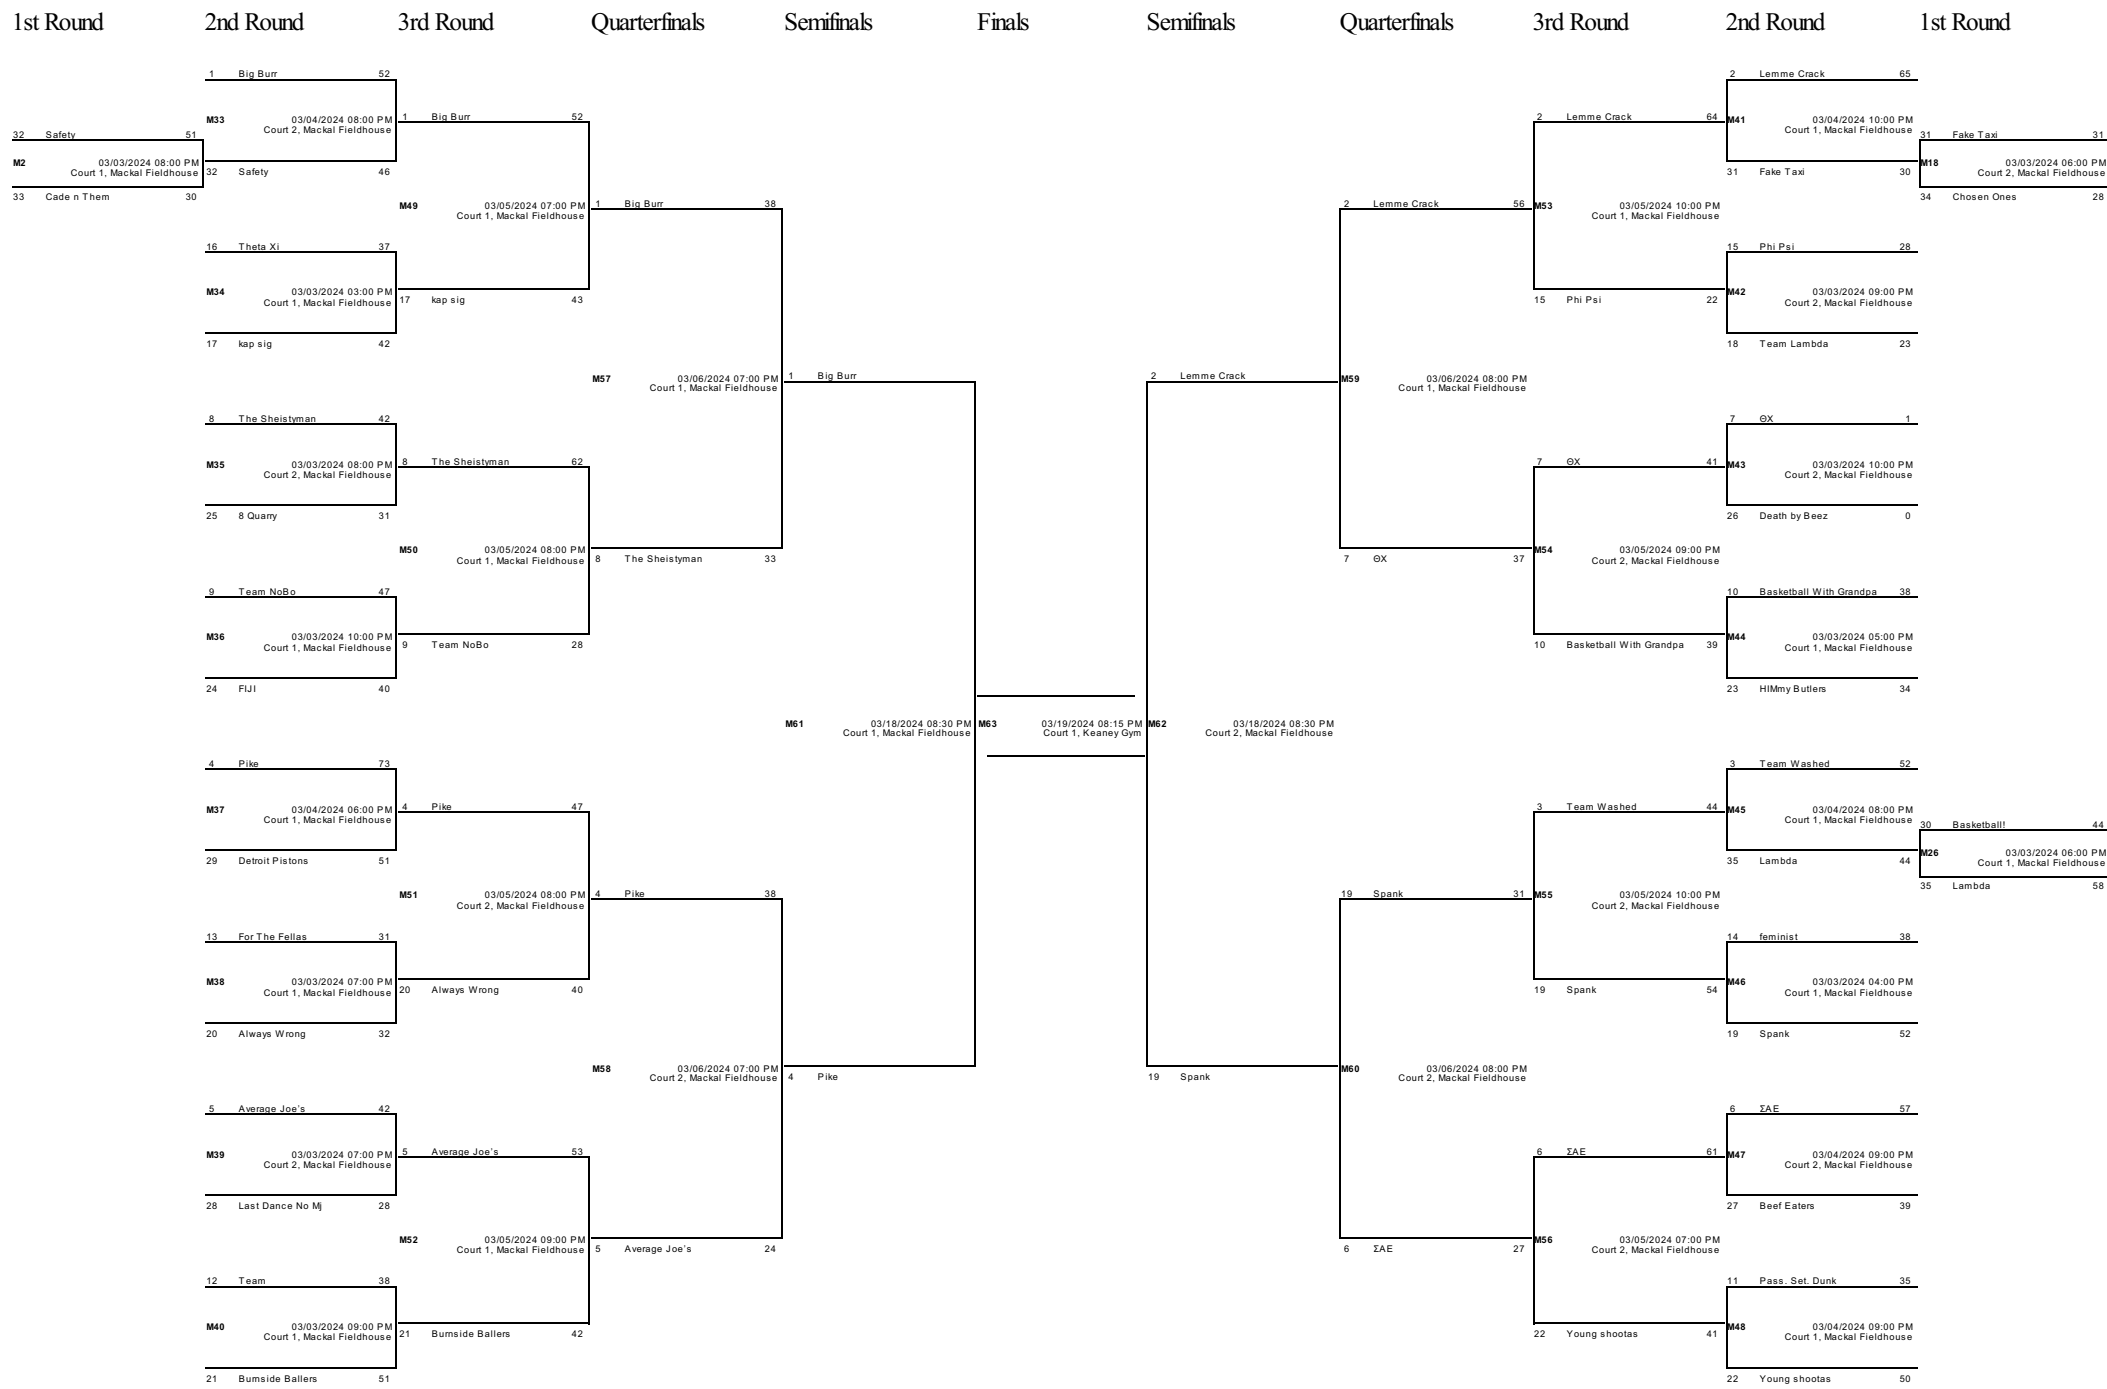 1st Round
2nd Round
3rd Round
Quarterfinals
Semifinals
Finals
Semifinals
Quarterfinals
3rd Round
2nd Round
1st Round
32 Safety 51
M2 03/03/2024 08:00 PM
Court 1, Mackal Fieldhouse
33 Cade n Them 30
1 Big Burr 52
M33 03/04/2024 08:00 PM
Court 2, Mackal Fieldhouse
32 Safety 46
16 Theta Xi 37
M34 03/03/2024 03:00 PM
Court 1, Mackal Fieldhouse
17 kap sig 42
8 The Sheistyman 42
M35 03/03/2024 08:00 PM
Court 2, Mackal Fieldhouse
25 8 Quarry 31
9 Team NoBo 47
M36 03/03/2024 10:00 PM
Court 1, Mackal Fieldhouse
24 FIJI 40
4 Pike 73
M37 03/04/2024 06:00 PM
Court 1, Mackal Fieldhouse
29 Detroit Pistons 51
13 For The Fellas 31
M38 03/03/2024 07:00 PM
Court 1, Mackal Fieldhouse
20 Always Wrong 32
5 Average Joe's 42
M39 03/03/2024 07:00 PM
Court 2, Mackal Fieldhouse
28 Last Dance No Mj 28
12 Team 38
M40 03/03/2024 09:00 PM
Court 1, Mackal Fieldhouse
21 Burnside Ballers 51
1 Big Burr 52
M49 03/05/2024 07:00 PM
Court 1, Mackal Fieldhouse
17 kap sig 43
8 The Sheistyman 62
M50 03/05/2024 08:00 PM
Court 1, Mackal Fieldhouse
9 Team NoBo 28
4 Pike 47
M51 03/05/2024 08:00 PM
Court 2, Mackal Fieldhouse
20 Always Wrong 40
5 Average Joe's 53
M52 03/05/2024 09:00 PM
Court 1, Mackal Fieldhouse
21 Burnside Ballers 42
1 Big Burr 38
M57 03/06/2024 07:00 PM
Court 1, Mackal Fieldhouse
8 The Sheistyman 33
4 Pike 38
M58 03/06/2024 07:00 PM
Court 2, Mackal Fieldhouse
5 Average Joe's 24
1 Big Burr
M61 03/18/2024 08:30 PM
Court 1, Mackal Fieldhouse
4 Pike
M63 03/19/2024 08:15 PM
Court 1, Keaney Gym
2 Lemme Crack
M62 03/18/2024 08:30 PM
Court 2, Mackal Fieldhouse
19 Spank
2 Lemme Crack 56
M59 03/06/2024 08:00 PM
Court 1, Mackal Fieldhouse
7 ΘΧ 37
19 Spank 31
M60 03/06/2024 08:00 PM
Court 2, Mackal Fieldhouse
6 ΣΑΕ 27
2 Lemme Crack 64
M53 03/05/2024 10:00 PM
Court 1, Mackal Fieldhouse
15 Phi Psi 22
7 ΘΧ 41
M54 03/05/2024 09:00 PM
Court 2, Mackal Fieldhouse
10 Basketball With Grandpa 39
3 Team Washed 44
M55 03/05/2024 10:00 PM
Court 2, Mackal Fieldhouse
19 Spank 54
6 ΣΑΕ 61
M56 03/05/2024 07:00 PM
Court 2, Mackal Fieldhouse
22 Young shootas 41
2 Lemme Crack 65
M41 03/04/2024 10:00 PM
Court 1, Mackal Fieldhouse
31 Fake Taxi 30
15 Phi Psi 28
M42 03/03/2024 09:00 PM
Court 2, Mackal Fieldhouse
18 Team Lambda 23
7 ΘΧ 1
M43 03/03/2024 10:00 PM
Court 2, Mackal Fieldhouse
26 Death by Beez 0
10 Basketball With Grandpa 38
M44 03/03/2024 05:00 PM
Court 1, Mackal Fieldhouse
23 HIMmy Butlers 34
3 Team Washed 52
M45 03/04/2024 08:00 PM
Court 1, Mackal Fieldhouse
35 Lambda 44
14 feminist 38
M46 03/03/2024 04:00 PM
Court 1, Mackal Fieldhouse
19 Spank 52
6 ΣΑΕ 57
M47 03/04/2024 09:00 PM
Court 2, Mackal Fieldhouse
27 Beef Eaters 39
11 Pass. Set. Dunk 35
M48 03/04/2024 09:00 PM
Court 1, Mackal Fieldhouse
22 Young shootas 50
31 Fake Taxi 31
M18 03/03/2024 06:00 PM
Court 2, Mackal Fieldhouse
34 Chosen Ones 28
30 Basketball! 44
M26 03/03/2024 06:00 PM
Court 1, Mackal Fieldhouse
35 Lambda 58